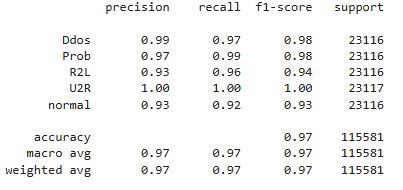 precision recall f1-score support
Ddos 0.99 0.97 0.98 23116
Prob 0.97 0.99 0.98 23116
R2L 0.93 0.96 0.94 23116
U2R 1.00 1.00 1.00 23117
normal 0.93 0.92 0.93 23116
accuracy 0.97 115581
macro avg 0.97 0.97 0.97 115581
weighted avg 0.97 0.97 0.97 115581